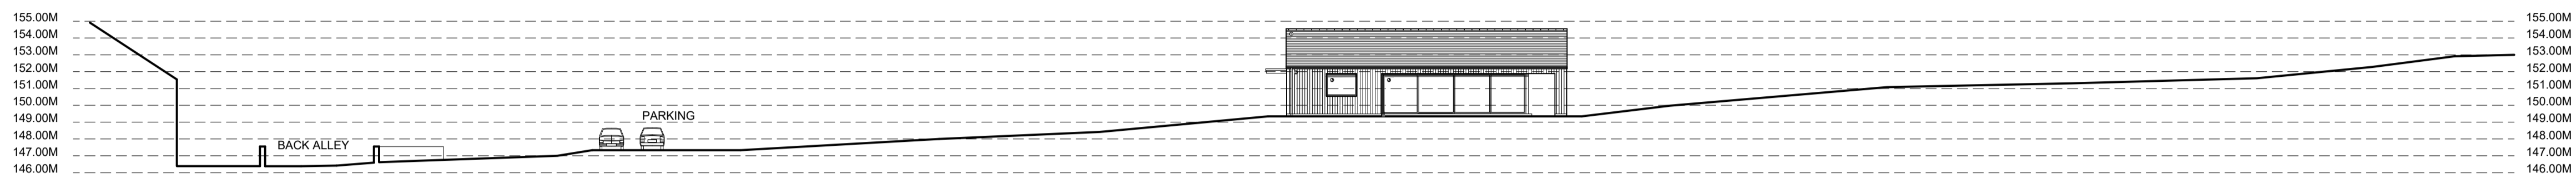 155.00M 155.00M
154.00M 154.00M
153.00M 153.00M
152.00M 152.00M
151.00M 151.00M
150.00M 150.00M
PARKING
149.00M 149.00M
148.00M 148.00M
BACK ALLEY
147.00M 147.00M
146.00M 146.00M